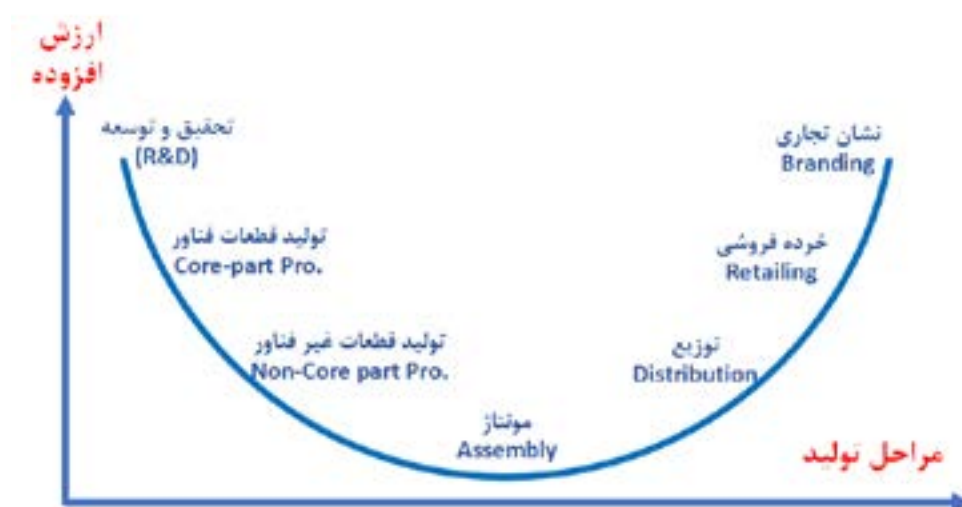 ارزش
افزوده
تحقیق و توسعه
(R&D)
تولید قطعات فناور
Core-part Pro.
تولید قطعات غیر فناور
Non-Core part Pro.
مونتاژ
Assembly
توزیع
Distribution
خرده فروشی
Retailing
نشان تجاری
Branding
مراحل تولید